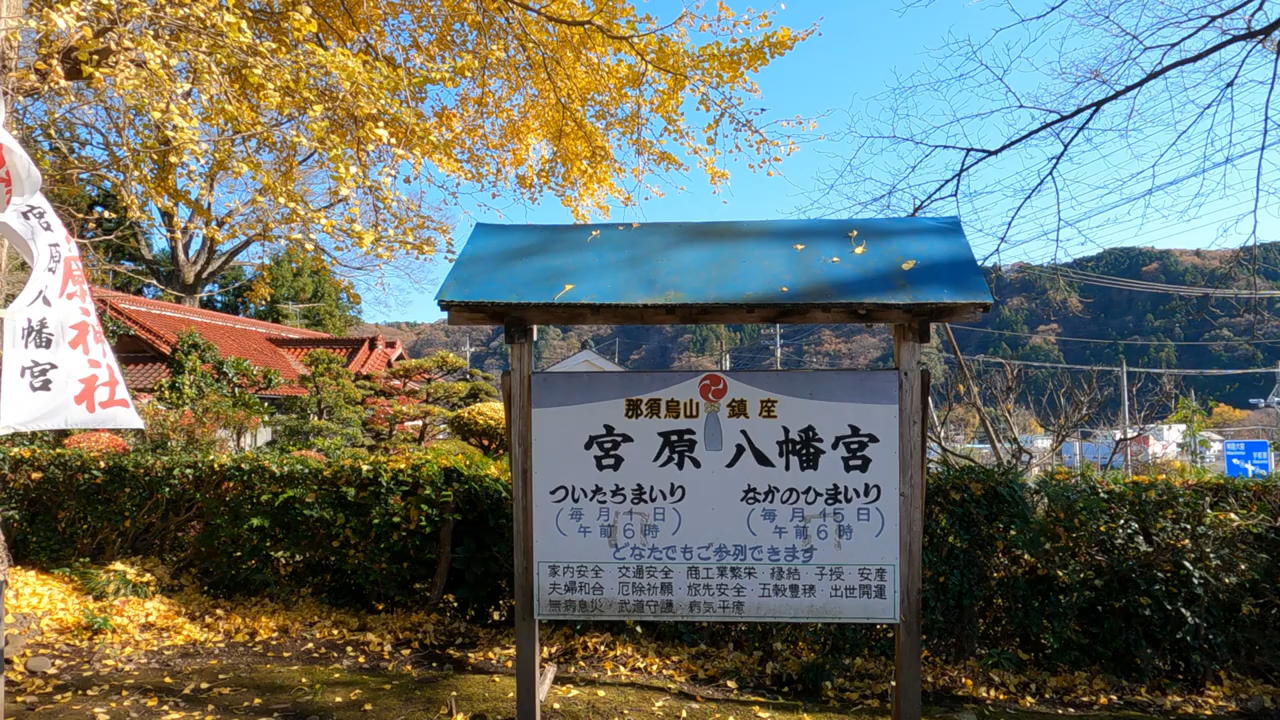 宮原八幡宮
原神社
那須烏山 鎮座
宮原八幡宮
ついたちまいり なかのひまいり
(毎月1日) (毎月15日)
午前6時 午前6時
どなたでもご参列できます
家内安全・交通安全・商工業繁栄・縁結・子授・安産
夫婦和合・厄除祈願・旅先安全・五穀豊穣・出世開運
無病息災・武道守護・病気平癒